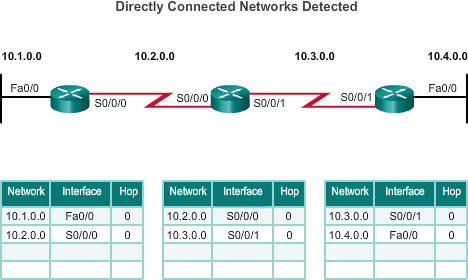 Directly Connected Networks Detected
10.1.0.0 10.2.0.0 10.3.0.0 10.4.0.0
Fa0/0 S0/0/0 S0/0/0 S0/0/1 S0/0/1 Fa0/0
Network Interface Hop
10.1.0.0 Fa0/0 0
10.2.0.0 S0/0/0 0
Network Interface Hop
10.2.0.0 S0/0/0 0
10.3.0.0 S0/0/1 0
Network Interface Hop
10.3.0.0 S0/0/1 0
10.4.0.0 Fa0/0 0